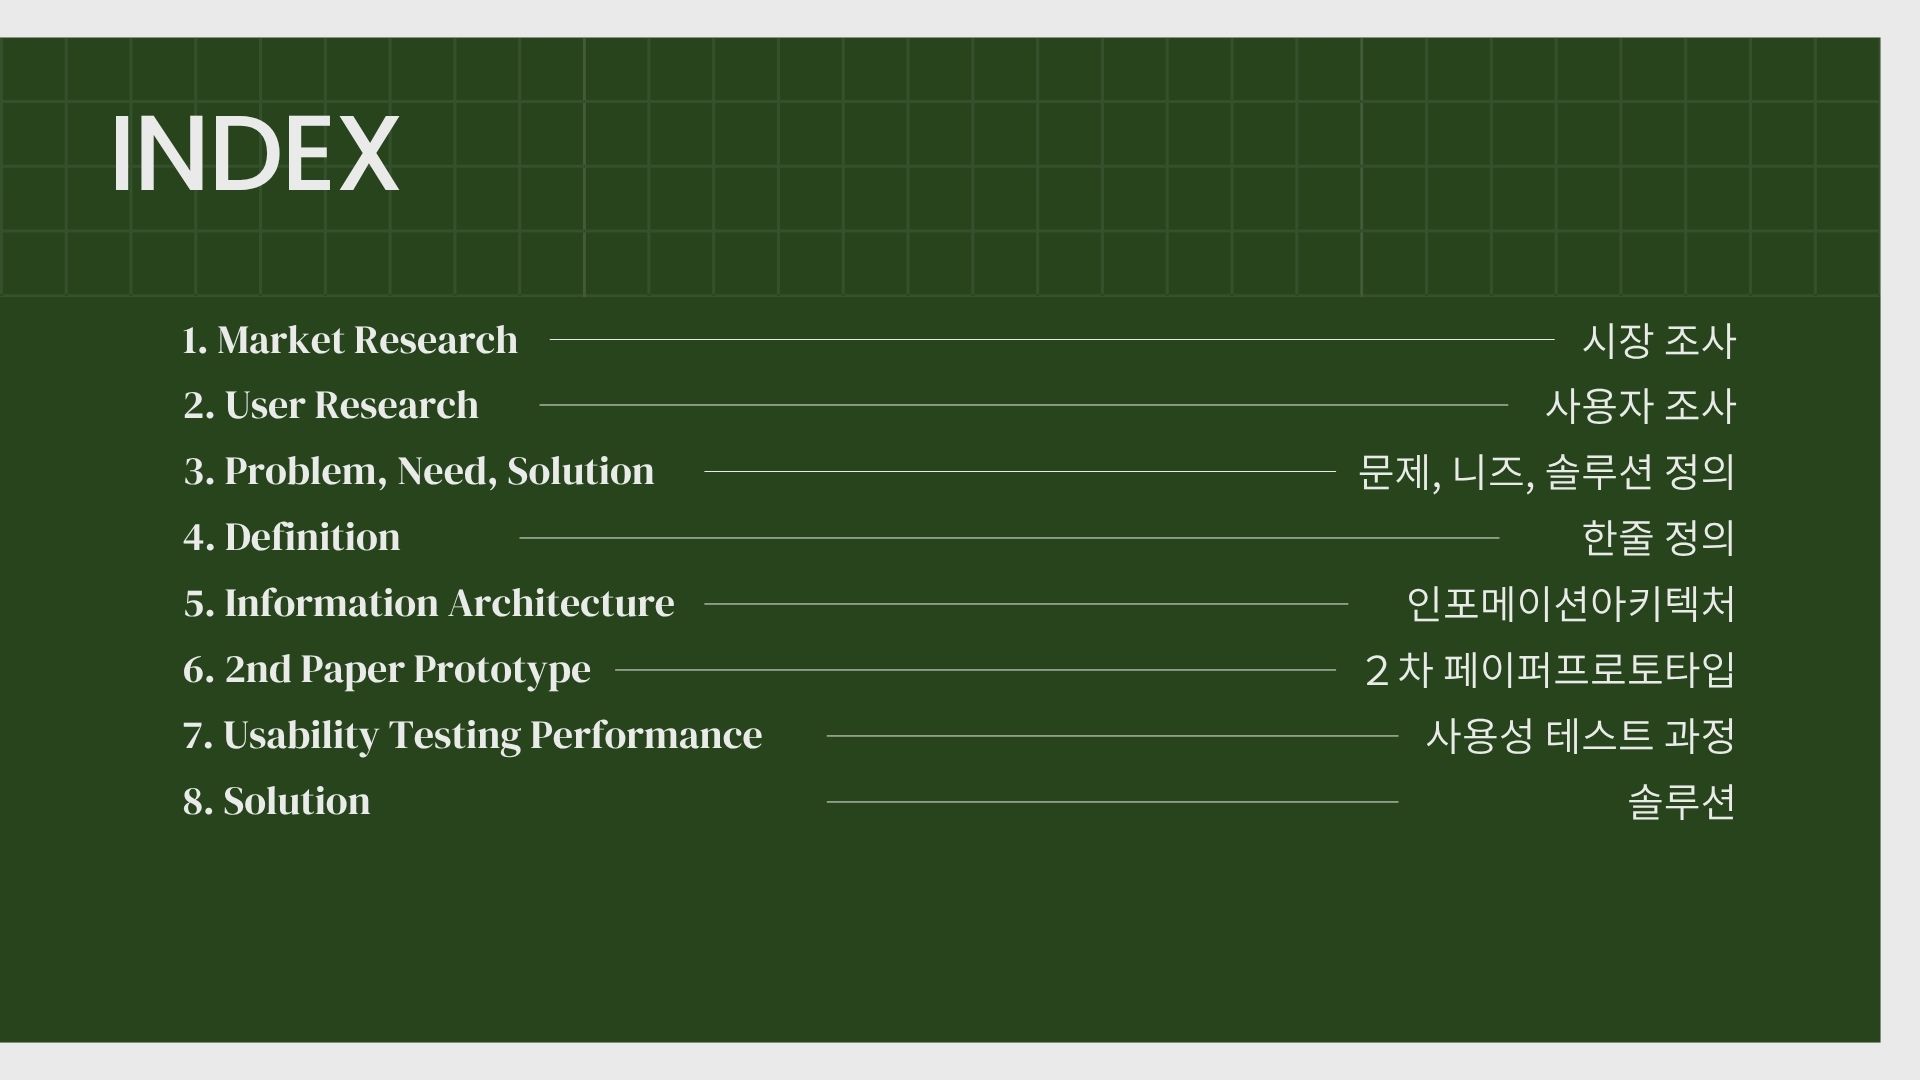 INDEX
1. Market Research 시장 조사
2. User Research 사용자 조사
3. Problem, Need, Solution 문제, 니즈, 솔루션 정의
4. Definition 한줄 정의
5. Information Architecture 인포메이션아키텍처
6. 2nd Paper Prototype 2차 페이퍼프로토타입
7. Usability Testing Performance 사용성 테스트 과정
8. Solution 솔루션